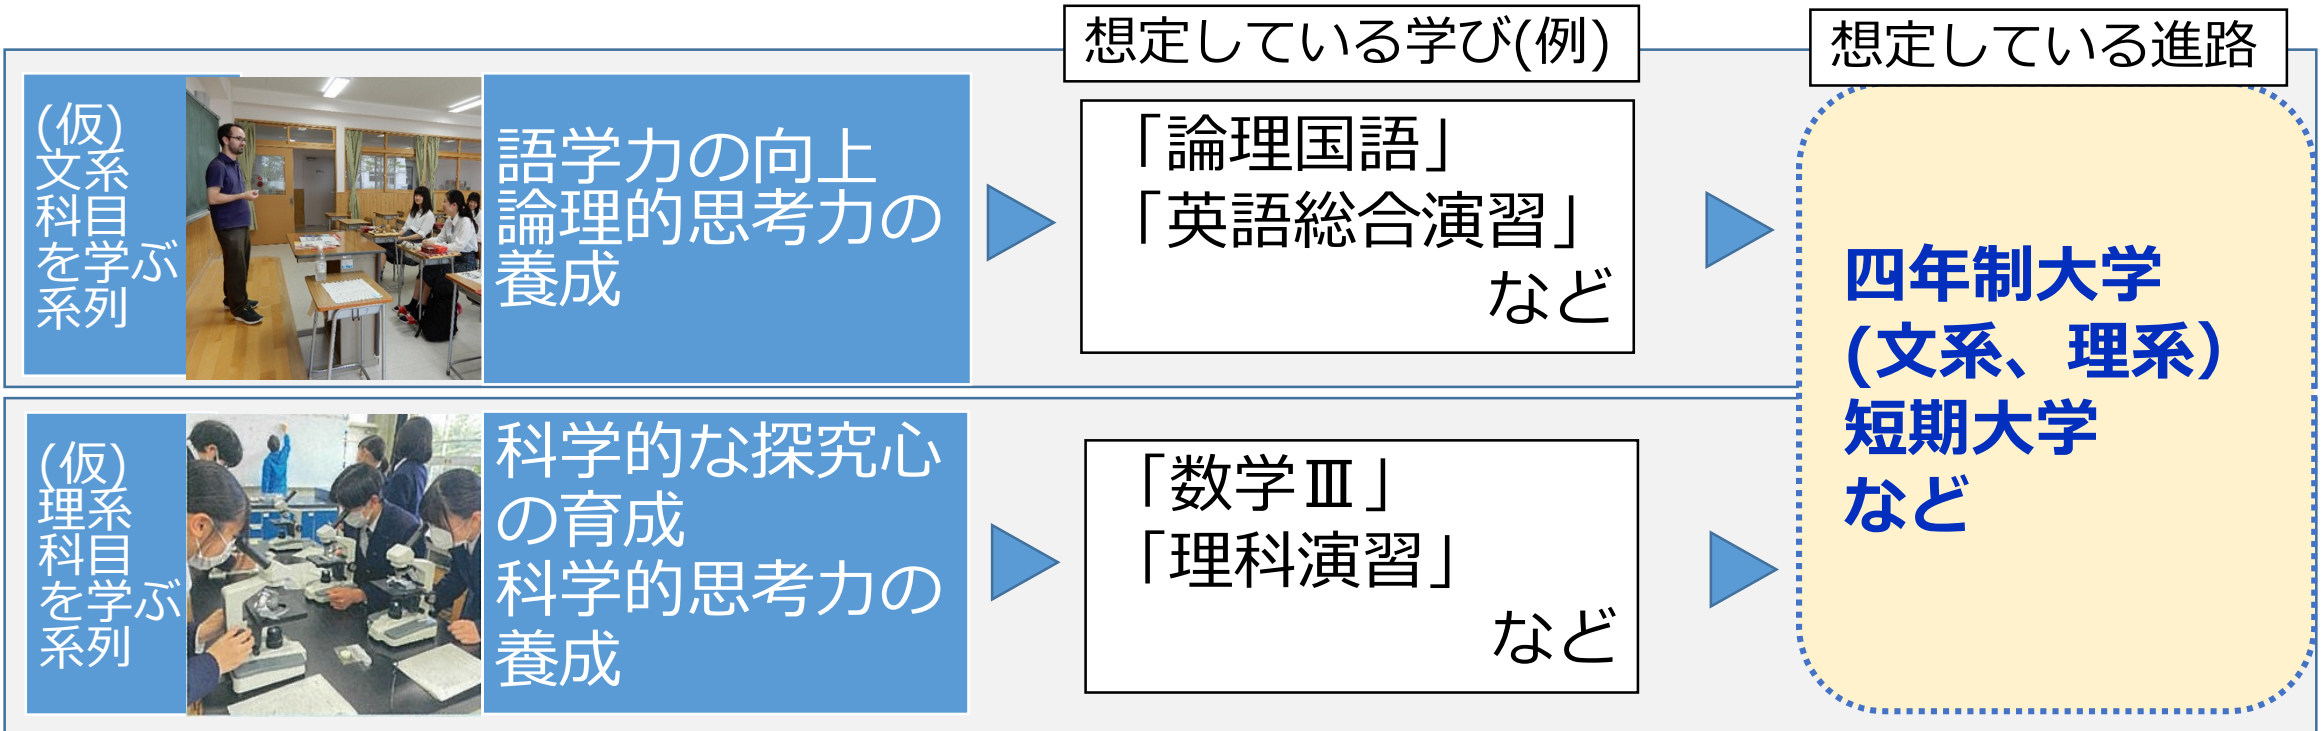 想定している学び(例)
想定している進路
(仮)
文系
科目
を学ぶ
系列
語学力の向上
論理的思考力の
養成
「論理国語」
「英語総合演習」
など
(仮)
理系
科目
を学ぶ
系列
科学的な探究心
の育成
科学的思考力の
養成
「数学Ⅲ」
「理科演習」
など
四年制大学
(文系、理系）
短期大学
など